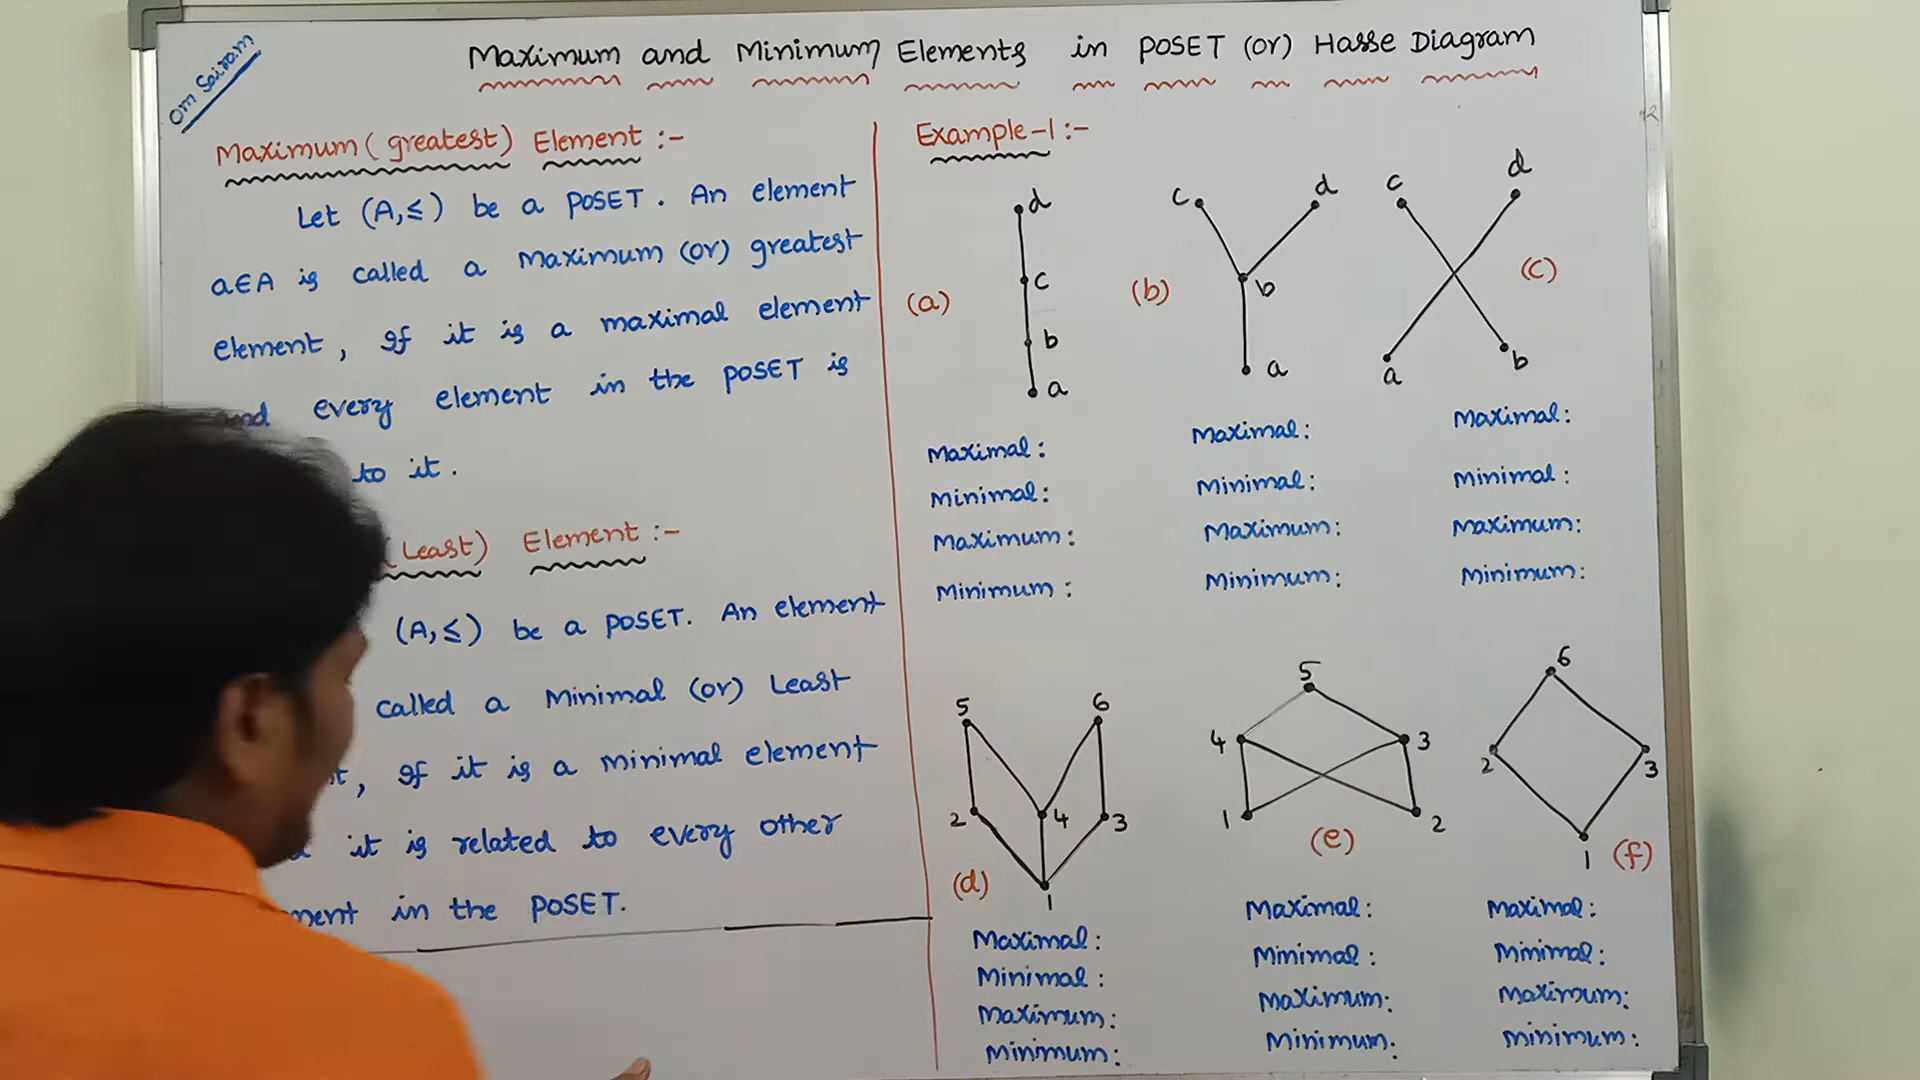 Om Sairam
Maximum and Minimum Elements in POSET (or) Hasse Diagram
Maximum (greatest) Element :-
Let (A,≤) be a POSET. An element
a∈A is called a maximum (or) greatest
element, if it is a maximal element
every element in the POSET is
to it.
(Least) Element :-
(A,≤) be a POSET. An element
called a Minimal (or) Least
, if it is a minimal element
it is related to every other
in the POSET.
Example-1:-
d
c
b
a
(a)
c d
b
a
(b)
c d
a b
(c)
Maximal:
Minimal:
Maximum:
Minimum:
Maximal:
Minimal:
Maximum:
Minimum:
Maximal:
Minimal:
Maximum:
Minimum:
5 6
2 4 3
1
(d)
5
4 3
1 2
(e)
6
2 3
1
(f)
Maximal:
Minimal:
Maximum:
Minimum:
Maximal:
Minimal:
Maximum:
Minimum:
Maximal:
Minimal:
Maximum:
Minimum: